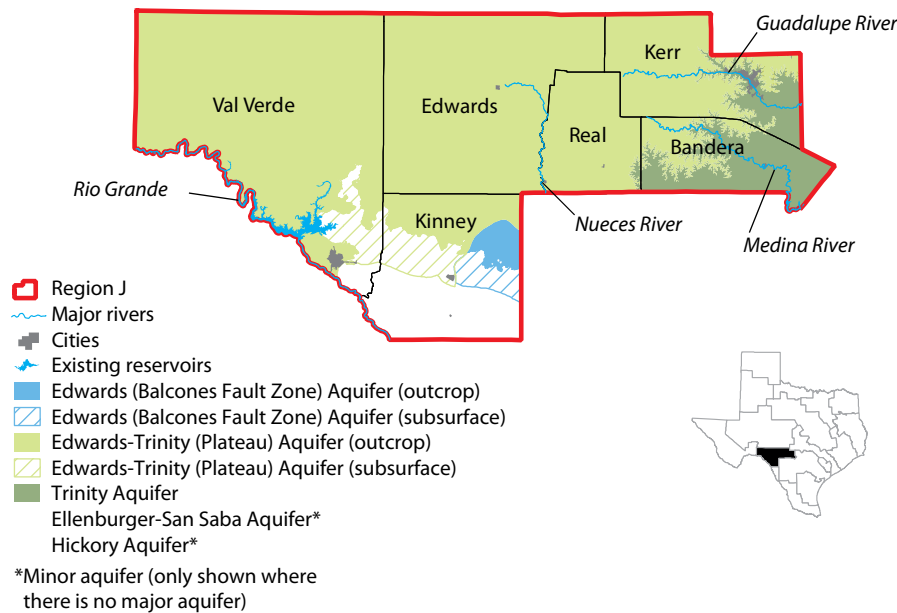 Guadalupe River
Kerr
Val Verde
Edwards
Real
Bandera
Rio Grande
Kinney
Nueces River
Medina River
Region J
Major rivers
Cities
Existing reservoirs
Edwards (Balcones Fault Zone) Aquifer (outcrop)
Edwards (Balcones Fault Zone) Aquifer (subsurface)
Edwards-Trinity (Plateau) Aquifer (outcrop)
Edwards-Trinity (Plateau) Aquifer (subsurface)
Trinity Aquifer
Ellenburger-San Saba Aquifer*
Hickory Aquifer*
*Minor aquifer (only shown where
there is no major aquifer)